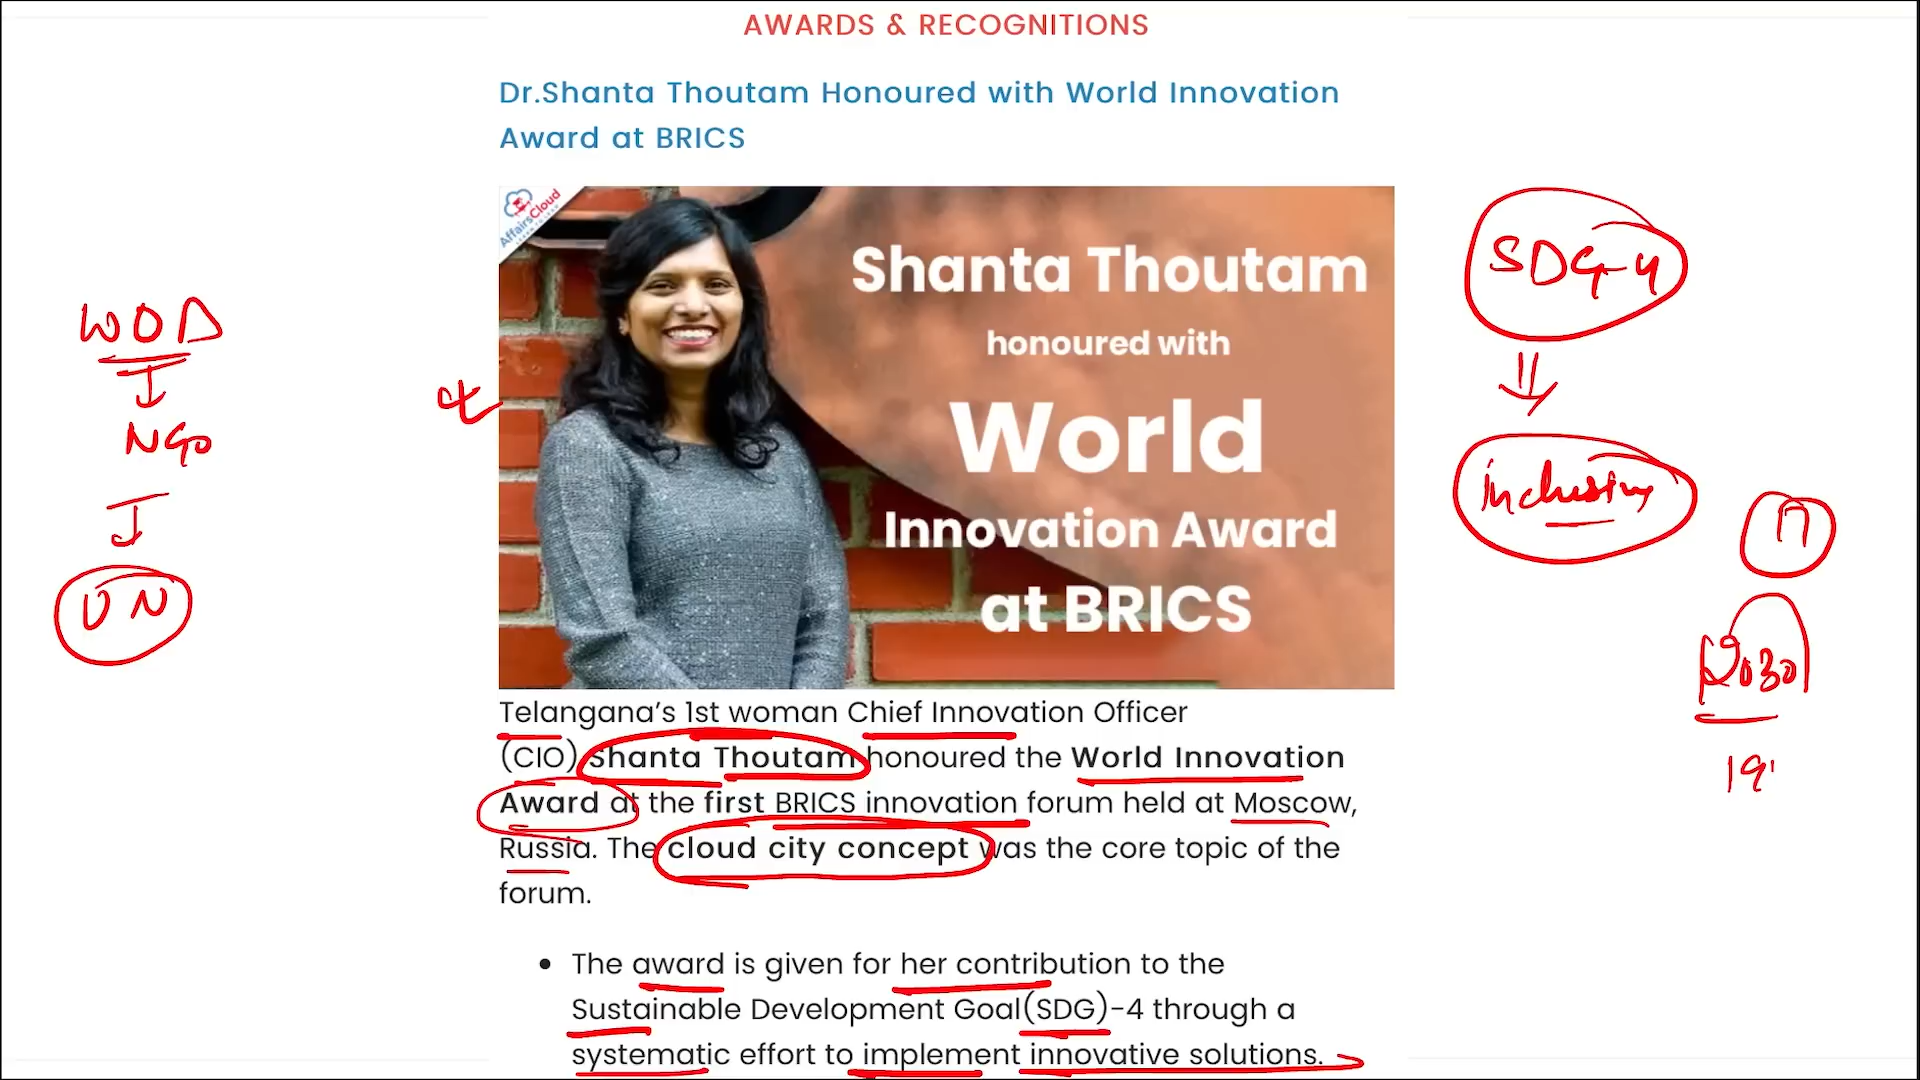 AWARDS & RECOGNITIONS
Dr.Shanta Thoutam Honoured with World Innovation
Award at BRICS
AffairsCloud
Shanta Thoutam
honoured with
World
Innovation Award
at BRICS
NGO
UN
SDG-4
inclusive
17
2030
19
Telangana's 1st woman Chief Innovation Officer
(CIO) Shanta Thoutam honoured the World Innovation
Award at the first BRICS innovation forum held at Moscow,
Russia. The cloud city concept was the core topic of the
forum.
• The award is given for her contribution to the
Sustainable Development Goal(SDG)-4 through a
systematic effort to implement innovative solutions.